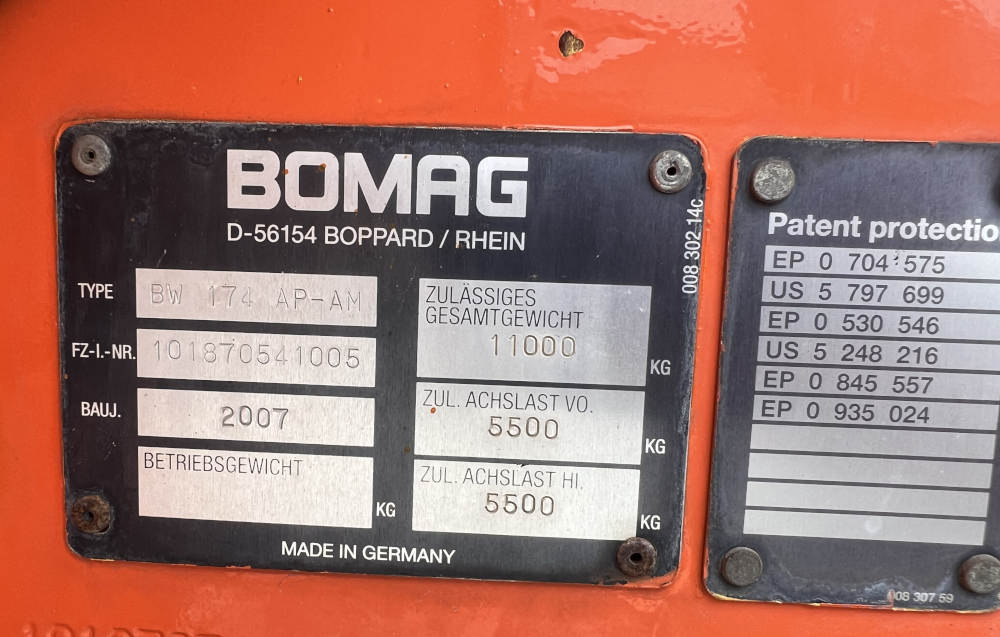 BOMAG
D-56154 BOPPARD / RHEIN
TYPE BW 174 AP-AM
FZ-I.-NR. 101870541005
BAUJ. 2007
BETRIEBSGEWICHT
KG
ZULÄSSIGES
GESAMTGEWICHT
11000
KG
ZUL. ACHSLAST VO.
5500
KG
ZUL. ACHSLAST HI.
5500
KG
MADE IN GERMANY
008 302 14c
Patent protectio
EP 0 704 575
US 5 797 699
EP 0 530 546
US 5 248 216
EP 0 845 557
EP 0 935 024
008 307 59